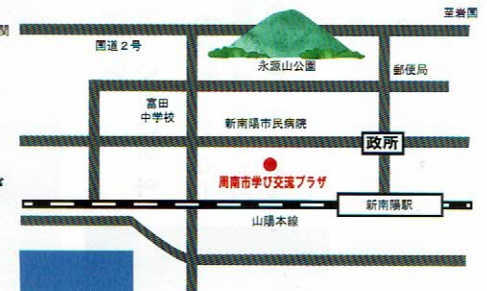 至岩国
関
国道2号
永源山公園
郵便局
富田
中学校
新南陽市民病院
政所
周南市学び交流プラザ
新南陽駅
山陽本線